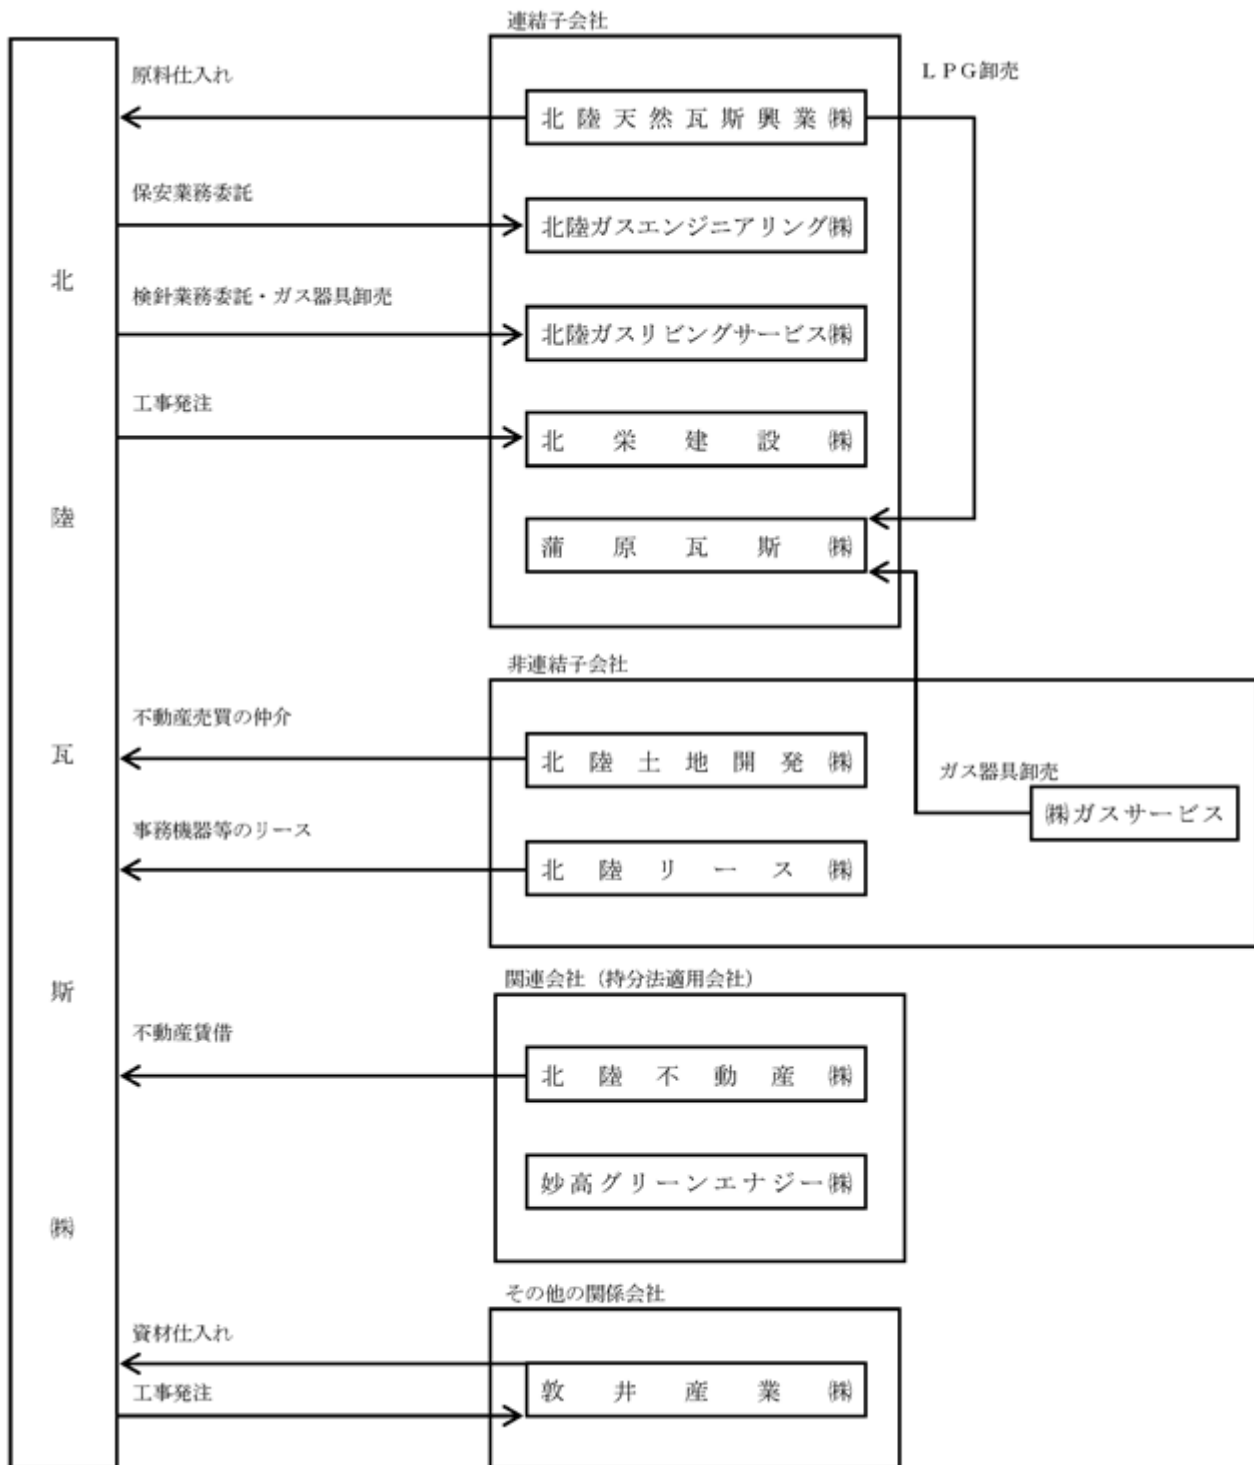 連結子会社
原料仕入れ
LPG卸売
北陸天然瓦斯興業㈱
保安業務委託
北陸ガスエンジニアリング㈱
検針業務委託・ガス器具卸売
北陸ガスリビングサービス㈱
工事発注
北栄建設㈱
蒲原瓦斯㈱
北陸瓦斯㈱
非連結子会社
不動産売買の仲介
北陸土地開発㈱
ガス器具卸売
㈱ガスサービス
事務機器等のリース
北陸リース㈱
関連会社（持分法適用会社）
不動産賃借
北陸不動産㈱
妙高グリーンエナジー㈱
その他の関係会社
資材仕入れ
敦井産業㈱
工事発注